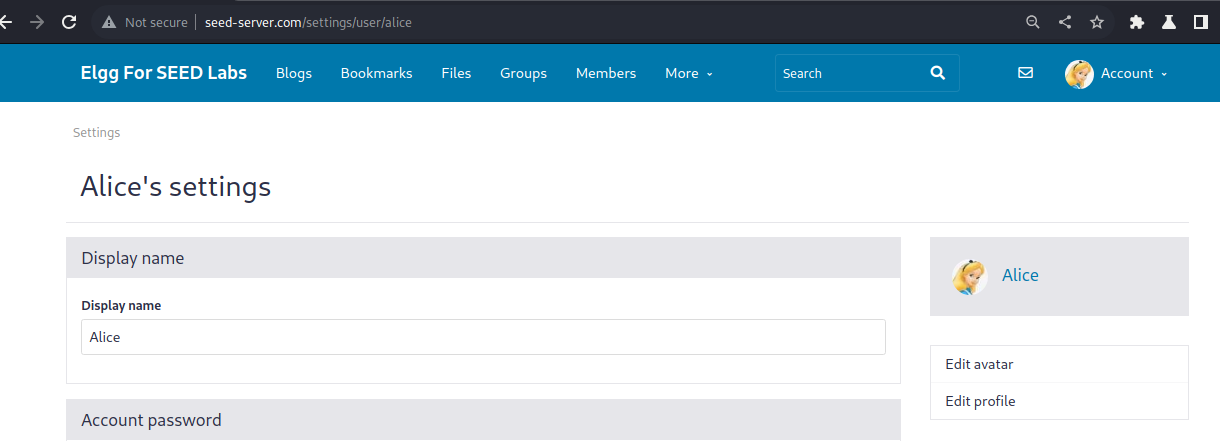 Not secure seed-server.com/settings/user/alice
Elgg For SEED Labs Blogs Bookmarks Files Groups Members More Search Account
Settings
Alice's settings
Display name
Display name
Alice
Account password
Alice
Edit avatar
Edit profile